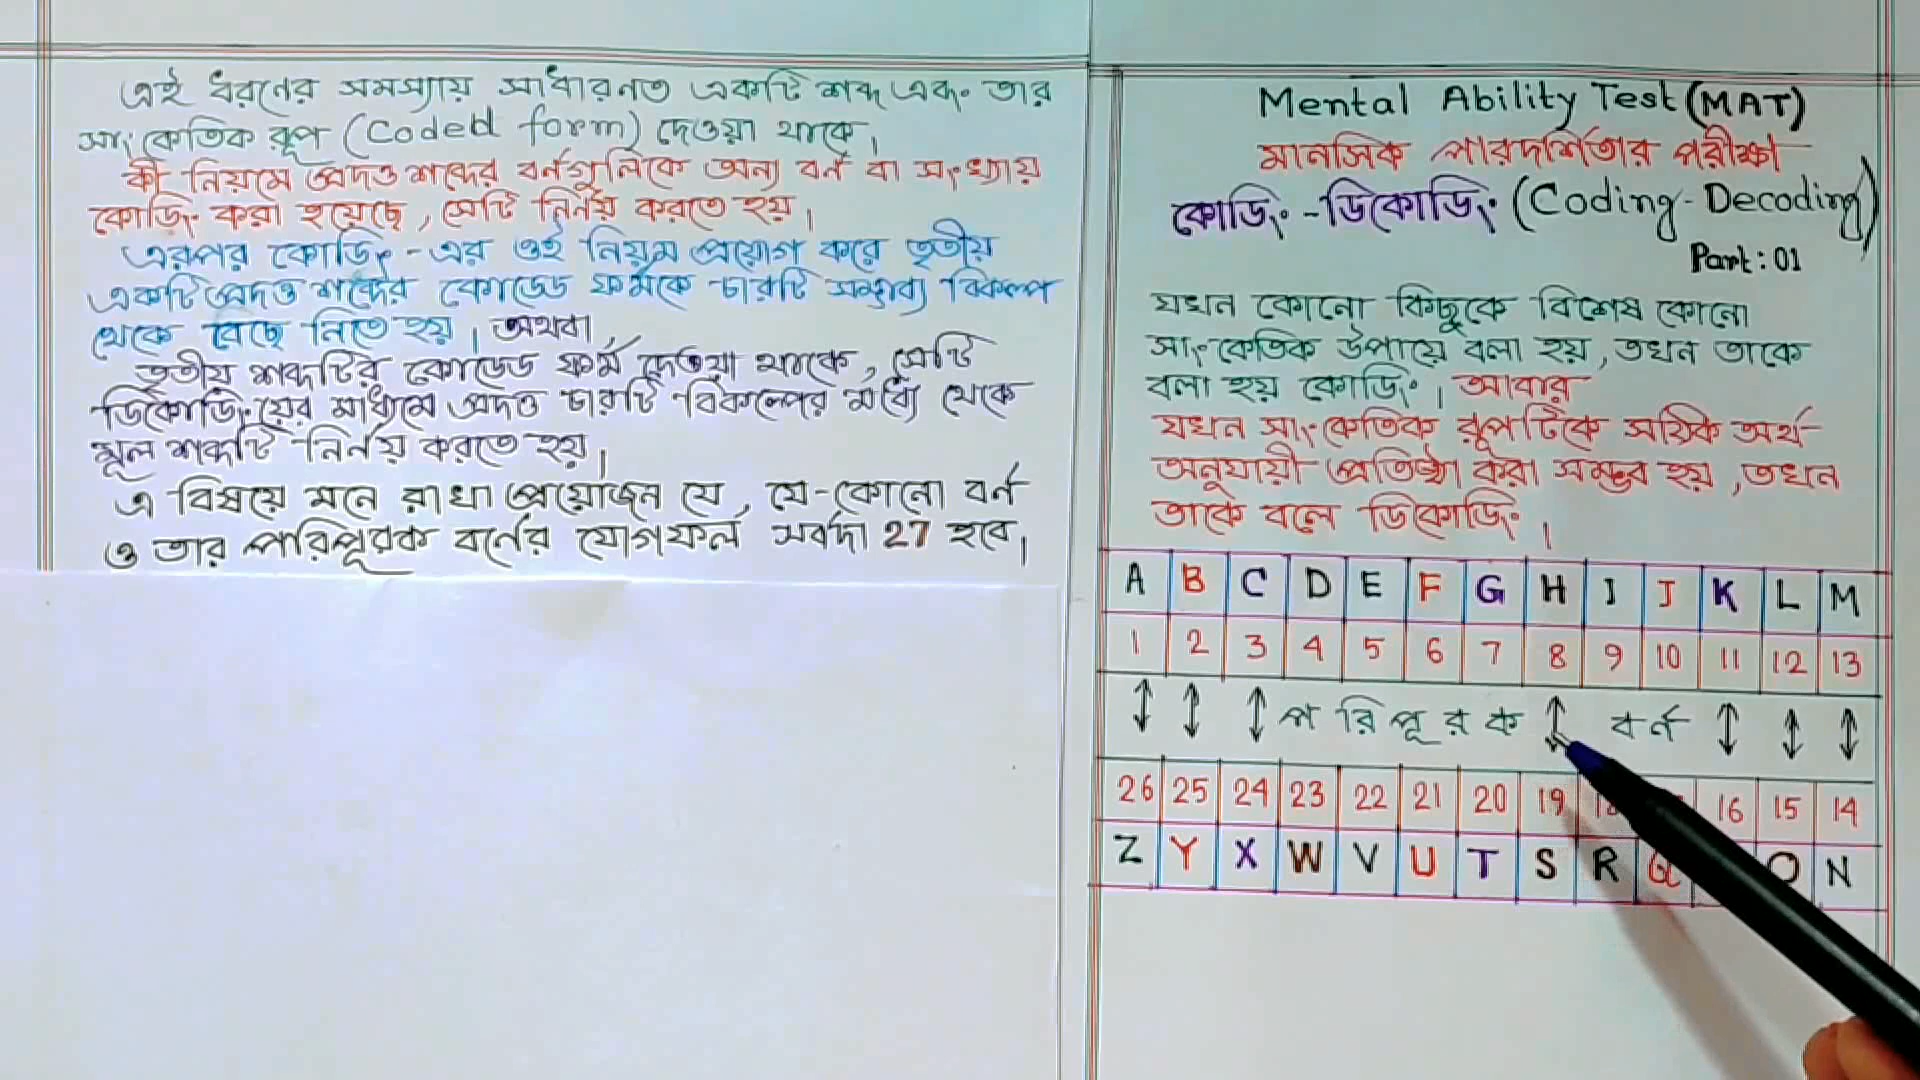 এই ধরনের সমস্যায় সাধারনত একটি শব্দ এবং তার
সাংকেতিক রূপ (Coded form) দেওয়া থাকে।
কী নিয়মে প্রদত্ত শব্দের বর্নগুলিকে অন্য বর্ন বা সংখ্যায়
কোডিং করা হয়েছে, সেটি নির্নয় করতে হয়।
এরপর কোডিং-এর ওই নিয়ম প্রয়োগ করে তৃতীয়
একটি প্রদত্ত শব্দের কোডেড ফর্মকে চারটি সম্ভাব্য বিকল্প
থেকে বেছে নিতে হয়। অথবা
তৃতীয় শব্দটির কোডেড ফর্ম দেওয়া থাকে, সেটি
ডিকোডিংয়ের মাধ্যমে প্রদত্ত চারটি বিকল্পের মধ্যে থেকে
মূল শব্দটি নির্নয় করতে হয়।
এ বিষয়ে মনে রাখা প্রয়োজন যে, যে-কোনো বর্ন
ও তার পরিপূরক বর্নের যোগফল সর্বদা 27 হবে।
Mental Ability Test (MAT)
মানসিক পারদর্শিতার পরীক্ষা
কোডিং-ডিকোডিং (Coding-Decoding)
Part: 01
যখন কোনো কিছুকে বিশেষ কোনো
সাংকেতিক উপায়ে বলা হয়, তখন তাকে
বলা হয় কোডিং। আবার
যখন সাংকেতিক রূপটিকে সঠিক অর্থ
অনুযায়ী প্রতিষ্ঠা করা সম্ভব হয়, তখন
তাকে বলে ডিকোডিং।
A B C D E F G H I J K L M
1 2 3 4 5 6 7 8 9 10 11 12 13
পরিপূরক বর্ন
26 25 24 23 22 21 20 19 18 16 15 14
Z Y X W V U T S R Q O N